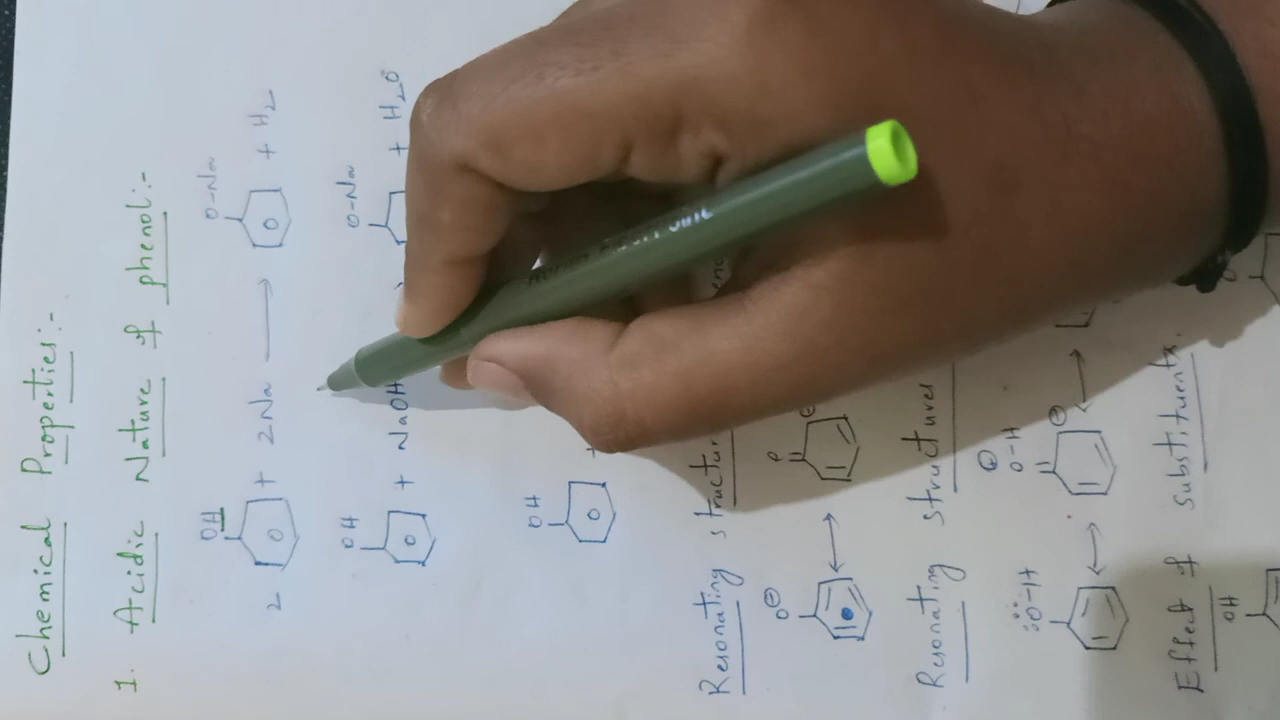 Chemical Properties:-
1. Acidic Nature of phenol:-
OH O-Na
2 + 2Na ⟶ + H2
OH O-Na
+ NaOH + H2O
OH
+
Resonating structur
O⊖ ⟷ O ⊖
Resonating structures
:Ö-H ⟷ ⊕ O-H ⊖ ⟷
Effect of substituents.
OH